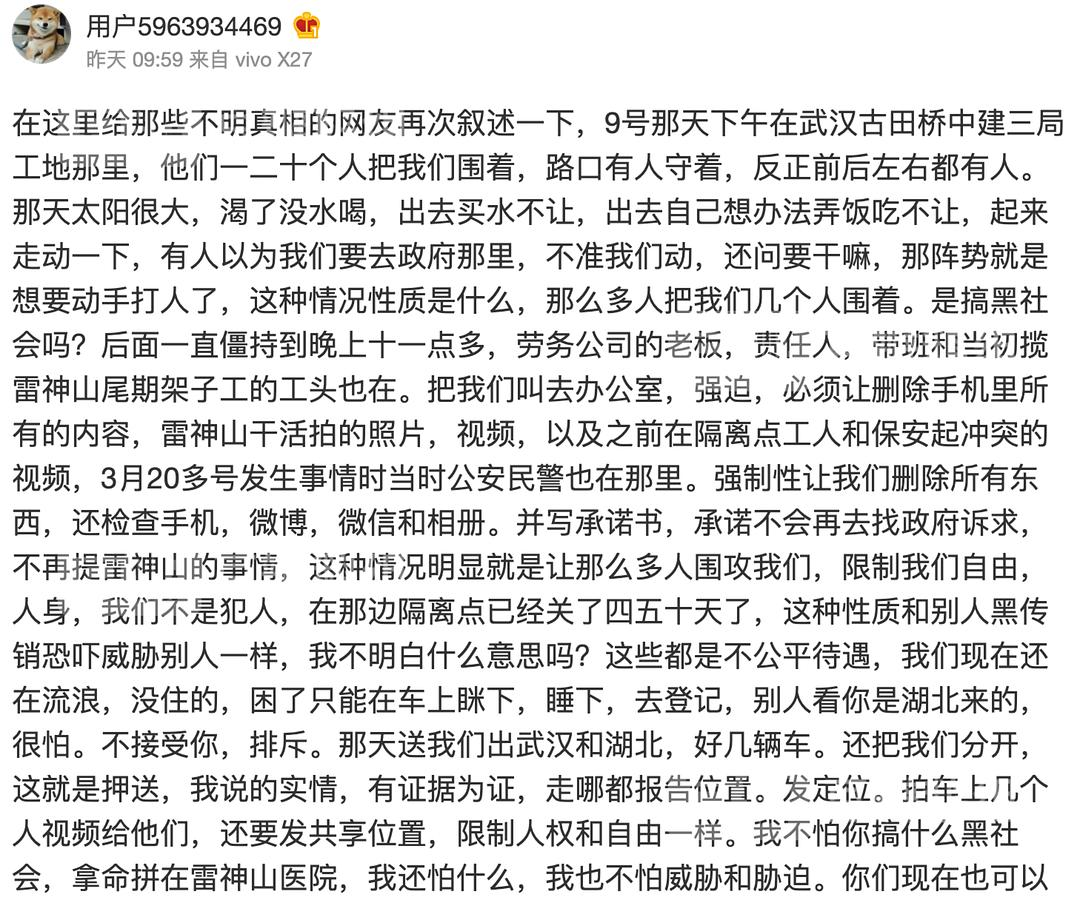 用户5963934469
昨天 09:59 来自 vivo X27
在这里给那些不明真相的网友再次叙述一下，9号那天下午在武汉古田桥中建三局
工地那里，他们一二十个人把我们围着，路口有人守着，反正前后左右都有人。
那天太阳很大，渴了没水喝，出去买水不让，出去自己想办法弄饭吃不让，起来
走动一下，有人以为我们要去政府那里，不准我们动，还问要干嘛，那阵势就是
想要动手打人了，这种情况性质是什么，那么多人把我们几个人围着。是搞黑社
会吗？后面一直僵持到晚上十一点多，劳务公司的老板，责任人，带班和当初揽
雷神山尾期架子工的工头也在。把我们叫去办公室，强迫，必须让删除手机里所
有的内容，雷神山干活拍的照片，视频，以及之前在隔离点工人和保安起冲突的
视频，3月20多号发生事情时当时公安民警也在那里。强制性让我们删除所有东
西，还检查手机，微博，微信和相册。并写承诺书，承诺不会再去找政府诉求，
不再提雷神山的事情，这种情况明显就是让那么多人围攻我们，限制我们自由，
人身，我们不是犯人，在那边隔离点已经关了四五十天了，这种性质和别人黑传
销恐吓威胁别人一样，我不明白什么意思吗？这些都是不公平待遇，我们现在还
在流浪，没住的，困了只能在车上眯下，睡下，去登记，别人看你是湖北来的，
很怕。不接受你，排斥。那天送我们出武汉和湖北，好几辆车。还把我们分开，
这就是押送，我说的实情，有证据为证，走哪都报告位置。发定位。拍车上几个
人视频给他们，还要发共享位置，限制人权和自由一样。我不怕你搞什么黑社
会，拿命拼在雷神山医院，我还怕什么，我也不怕威胁和胁迫。你们现在也可以